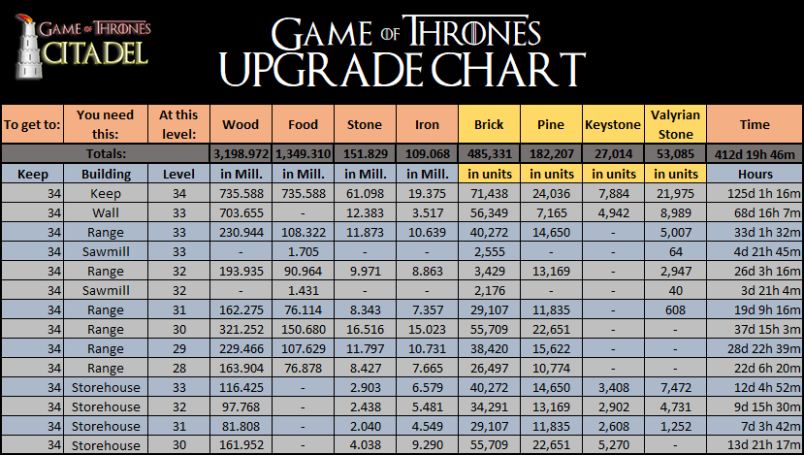 GAME OF THRONES
CITADEL
GAME OF THRONES
UPGRADE CHART
To get to: You need this: At this level: Wood Food Stone Iron Brick Pine Keystone Valyrian Stone Time
Totals: 3,198.972 1,349.310 151.829 109.068 485,331 182,207 27,014 53,085 412d 19h 46m
Keep Building Level in Mill. in Mill. in Mill. in Mill. in units in units in units in units Hours
34 Keep 34 735.588 735.588 61.098 19.375 71,438 24,036 7,884 21,975 125d 1h 16m
34 Wall 33 703.655 - 12.383 3.517 56,349 7,165 4,942 8,989 68d 16h 7m
34 Range 33 230.944 108.322 11.873 10.639 40,272 14,650 - 5,007 33d 1h 32m
34 Sawmill 33 - 1.705 - - 2,555 - - 64 4d 21h 45m
34 Range 32 193.935 90.964 9.971 8.863 3,429 13,169 - 2,947 26d 3h 16m
34 Sawmill 32 - 1.431 - - 2,176 - - 40 3d 21h 4m
34 Range 31 162.275 76.114 8.343 7.357 29,107 11,835 - 608 19d 9h 16m
34 Range 30 321.252 150.680 16.516 15.023 55,709 22,651 - - 37d 15h 3m
34 Range 29 229.466 107.629 11.797 10.731 38,420 15,622 - - 28d 22h 39m
34 Range 28 163.904 76.878 8.427 7.665 26,497 10,774 - - 22d 6h 20m
34 Storehouse 33 116.425 - 2.903 6.579 40,272 14,650 3,408 7,472 12d 4h 52m
34 Storehouse 32 97.768 - 2.438 5.481 34,291 13,169 2,902 4,731 9d 15h 30m
34 Storehouse 31 81.808 - 2.040 4.549 29,107 11,835 2,608 1,252 7d 3h 42m
34 Storehouse 30 161.952 - 4.038 9.290 55,709 22,651 5,270 - 13d 21h 17m